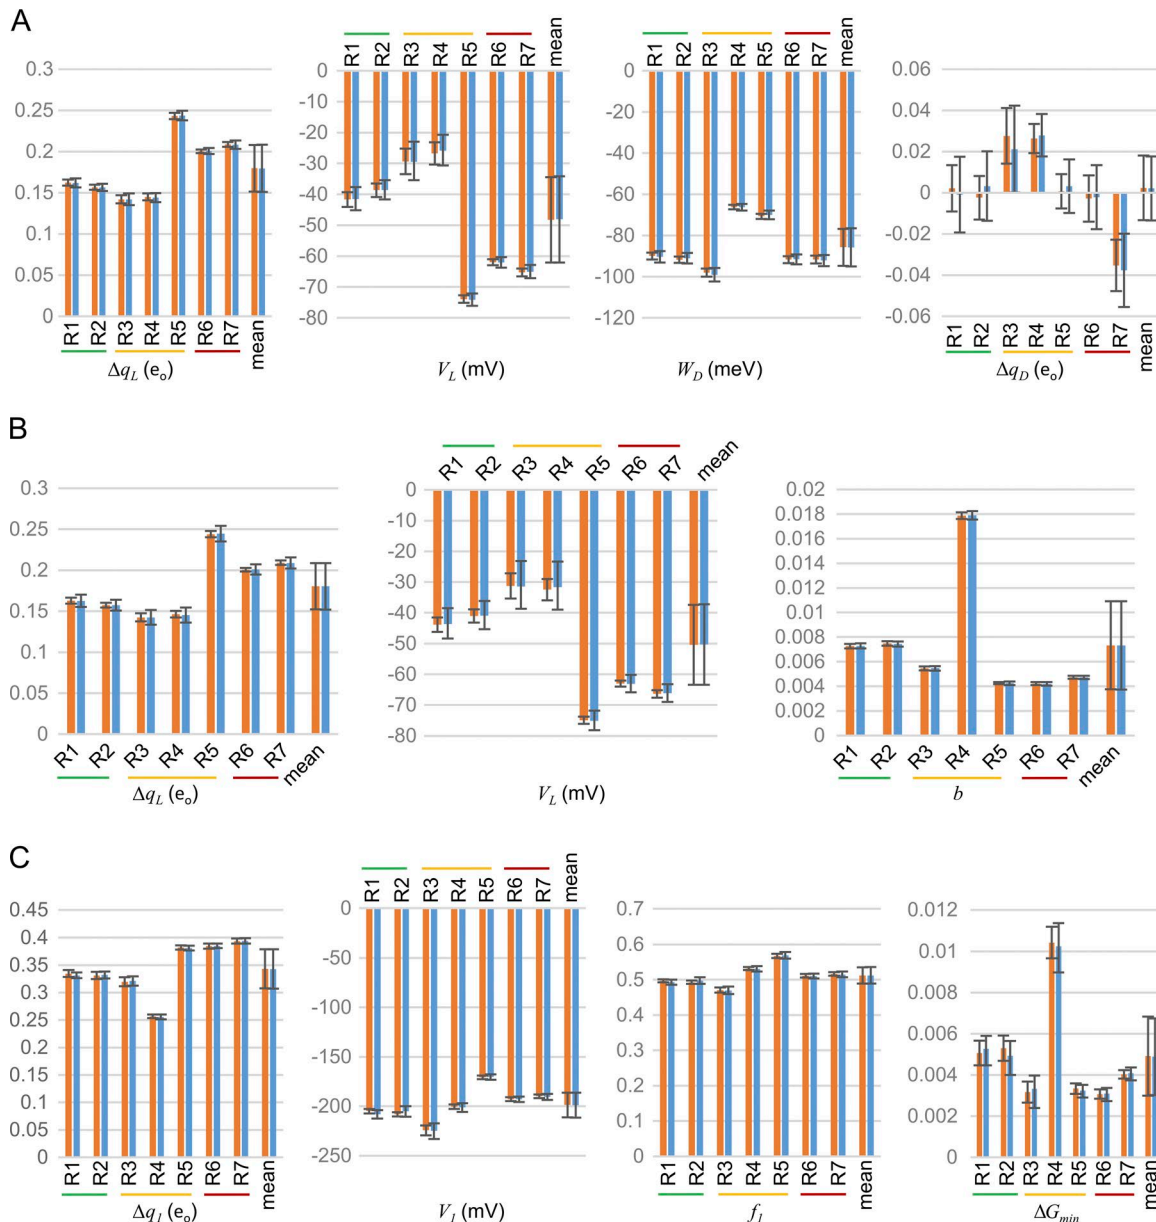 A
R1 R2 R3 R4 R5 R6 R7 mean
R1 R2 R3 R4 R5 R6 R7 mean
0.3 0.25 0.2 0.15 0.1 0.05 0
R1 R2 R3 R4 R5 R6 R7 mean
Δq_L (e_o)
0 -10 -20 -30 -40 -50 -60 -70 -80
V_L (mV)
0 -20 -40 -60 -80 -100 -120
W_D (meV)
0.06 0.04 0.02 0 -0.02 -0.04 -0.06
R1 R2 R3 R4 R5 R6 R7 mean
Δq_D (e_o)
B
0.3 0.25 0.2 0.15 0.1 0.05 0
R1 R2 R3 R4 R5 R6 R7 mean
Δq_L (e_o)
R1 R2 R3 R4 R5 R6 R7 mean
0 -10 -20 -30 -40 -50 -60 -70 -80
V_L (mV)
0.02 0.018 0.016 0.014 0.012 0.01 0.008 0.006 0.004 0.002 0
R1 R2 R3 R4 R5 R6 R7 mean
b
C
0.45 0.4 0.35 0.3 0.25 0.2 0.15 0.1 0.05 0
R1 R2 R3 R4 R5 R6 R7 mean
Δq_J (e_o)
R1 R2 R3 R4 R5 R6 R7 mean
0 -50 -100 -150 -200 -250
V_J (mV)
0.7 0.6 0.5 0.4 0.3 0.2 0.1 0
R1 R2 R3 R4 R5 R6 R7 mean
f_J
0.012 0.01 0.008 0.006 0.004 0.002 0
R1 R2 R3 R4 R5 R6 R7 mean
ΔG_min